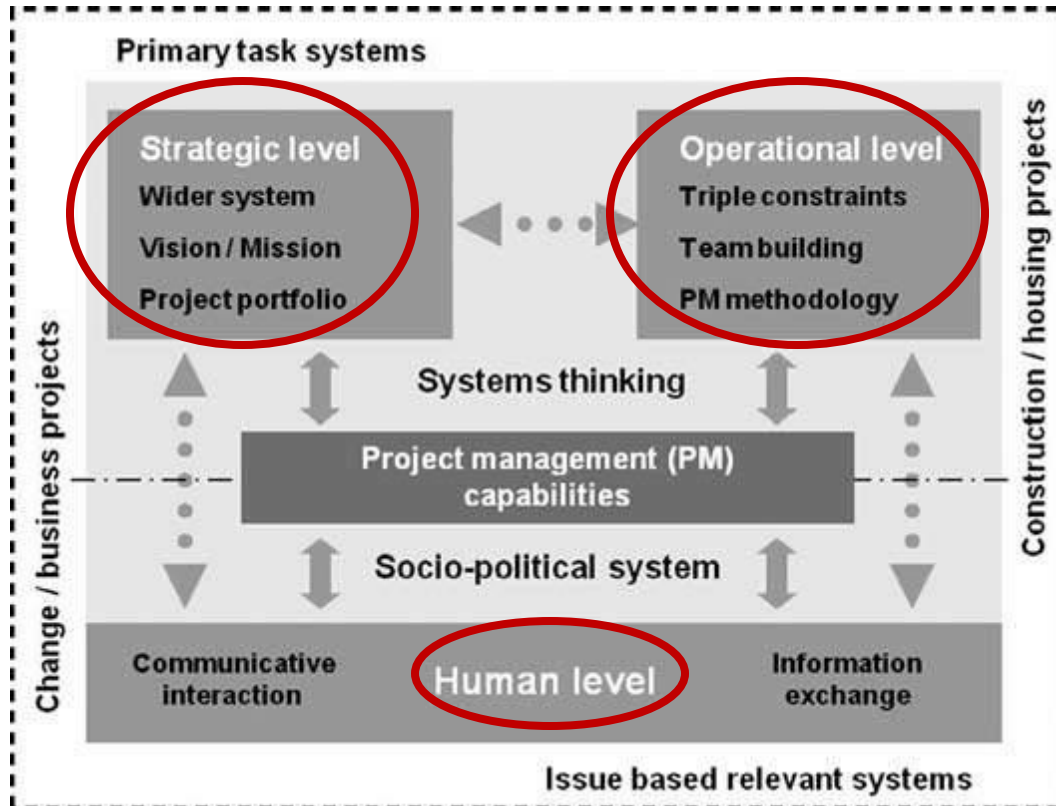 Primary task systems
Strategic level
Wider system
Vision / Mission
Project portfolio
Operational level
Triple constraints
Team building
PM methodology
Systems thinking
Project management (PM)
capabilities
Socio-political system
Communicative
interaction
Human level
Information
exchange
Issue based relevant systems
Change / business projects
Construction / housing projects